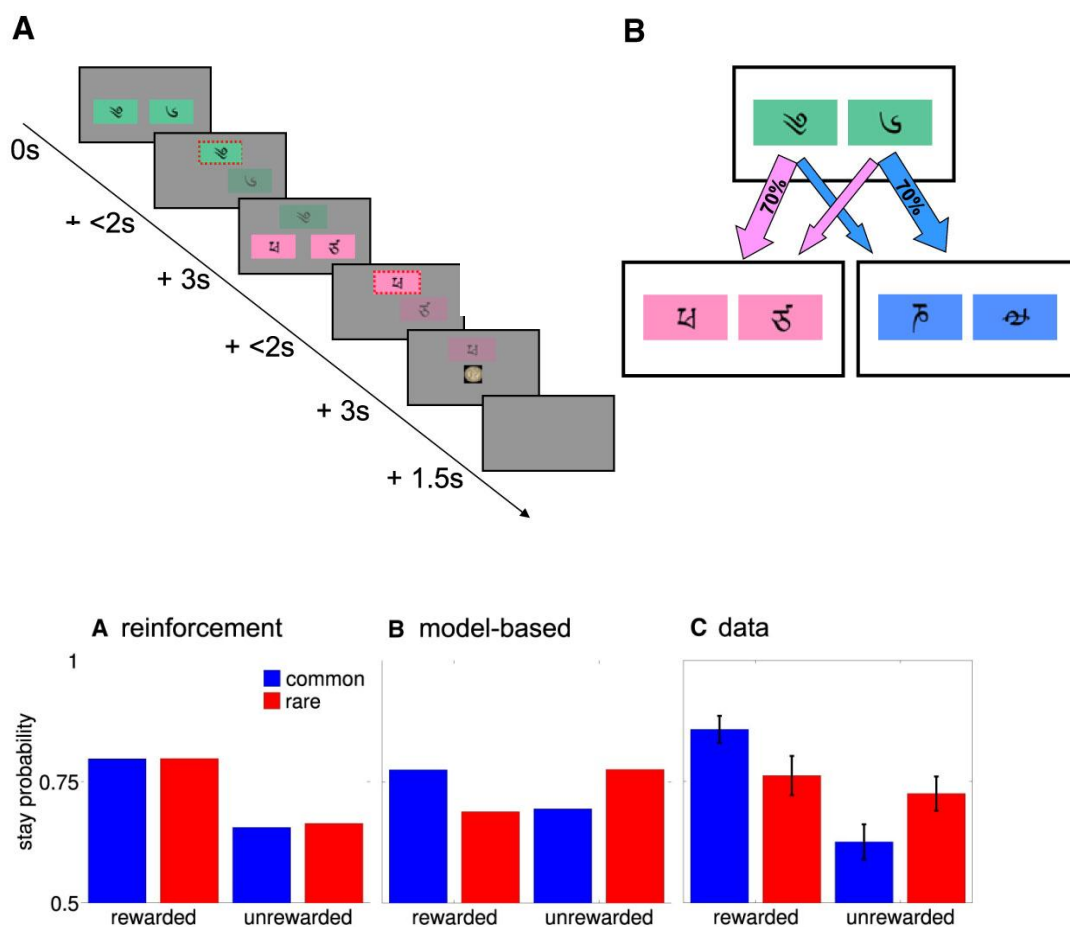 A
B
0s
+ <2s
+ 3s
+ <2s
+ 3s
+ 1.5s
70%
70%
A reinforcement
B model-based
C data
common
rare
stay probability
1
0.75
0.5
rewarded unrewarded
rewarded unrewarded
rewarded unrewarded